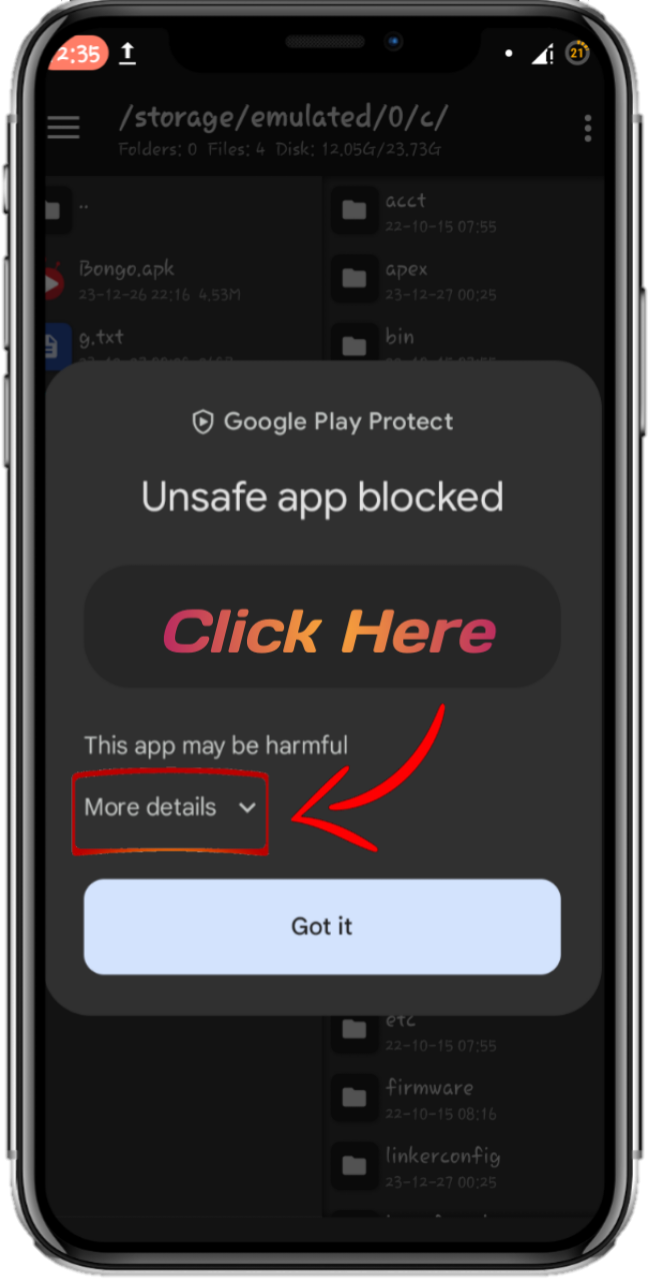 2:35
21
/storage/emulated/0/c/
Folders: 0 Files: 4 Disk: 12,05G/23,73G
..
acct
22-10-15 07:55
Bongo.apk
23-12-26 22:16 4,53M
apex
23-12-27 00:25
g.txt
bin
Google Play Protect
Unsafe app blocked
Click Here
This app may be harmful
More details
Got it
etc
22-10-15 07:55
firmware
22-10-15 08:16
linkerconfig
23-12-27 00:25